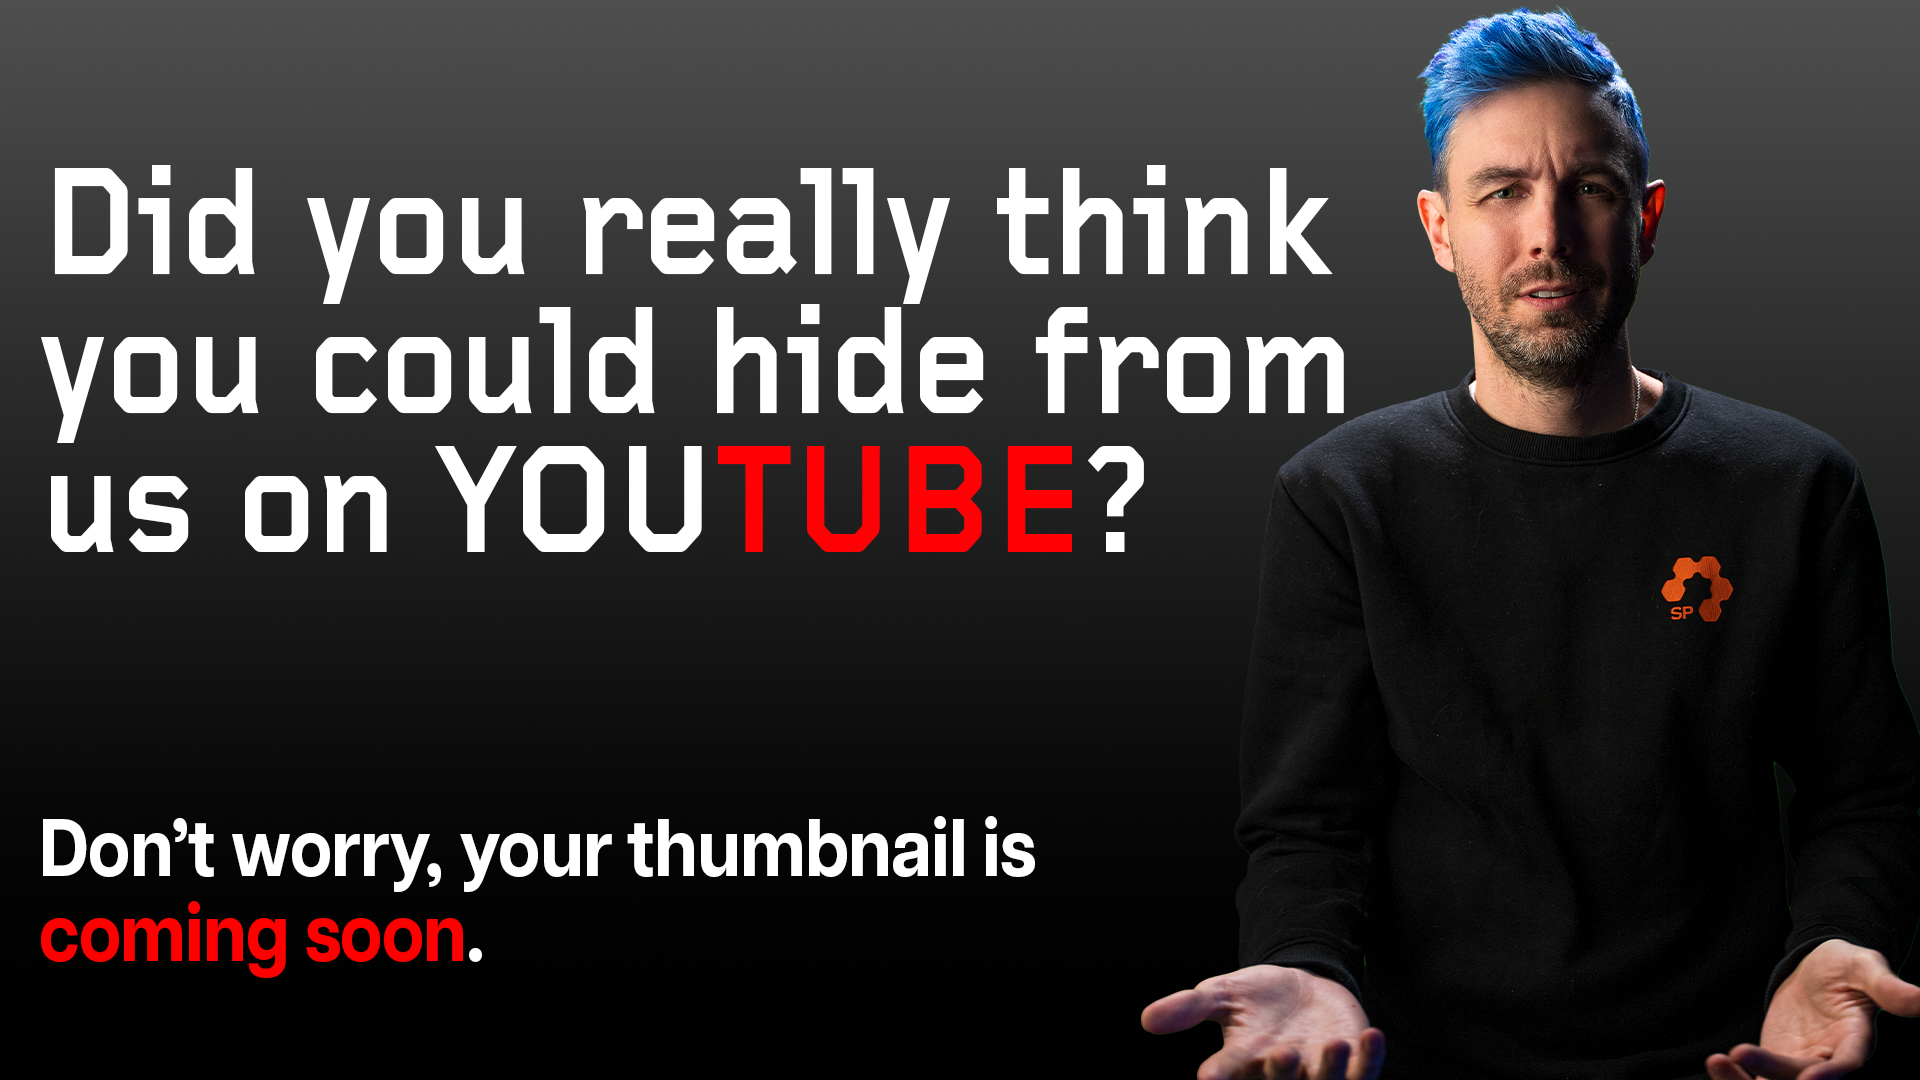 Did you really think
you could hide from
us on YOUTUBE?
SP
Don’t worry, your thumbnail is
coming soon.